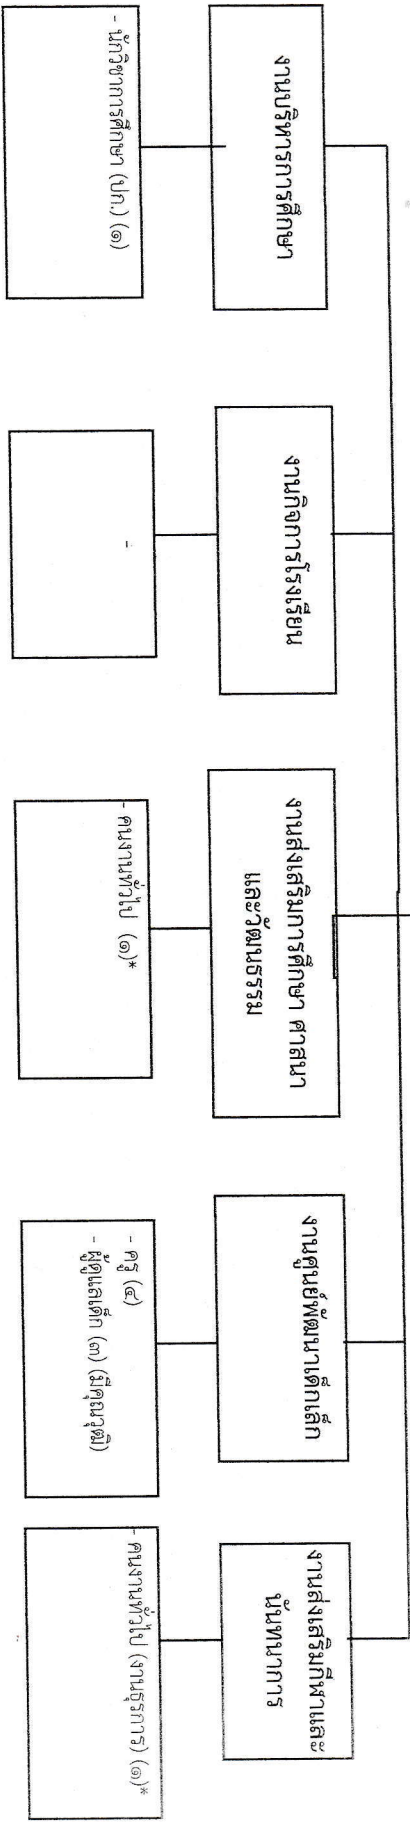 งานบริหารการศึกษา
- นักวิชาการศึกษา (ปก.) (๑)
งานกิจการโรงเรียน
-
งานส่งเสริมการศึกษา ศาสนา
และวัฒนธรรม
- คนงานทั่วไป (๑)*
งานศูนย์พัฒนาเด็กเล็ก
- ครู (๔)
- ผู้ดูแลเด็ก (๓) (มีคุณวุฒิ)
งานส่งเสริมกีฬาและ
นันทนาการ
- คนงานทั่วไป (งานธุรการ) (๑)*